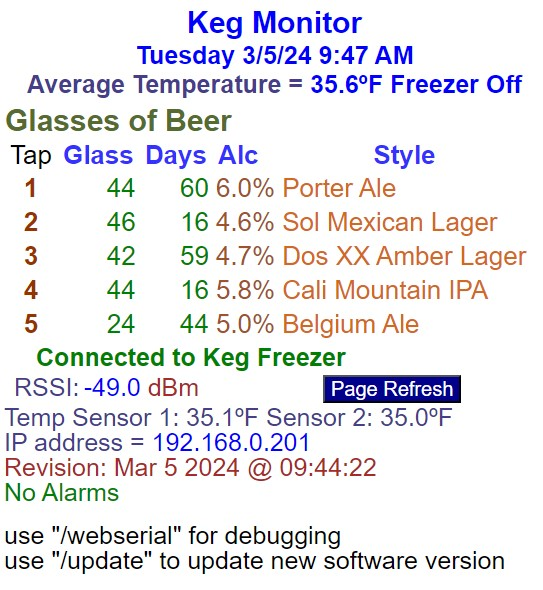 Keg Monitor
Tuesday 3/5/24 9:47 AM
Average Temperature = 35.6ºF Freezer Off
Glasses of Beer
Tap Glass Days Alc Style
1 44 60 6.0% Porter Ale
2 46 16 4.6% Sol Mexican Lager
3 42 59 4.7% Dos XX Amber Lager
4 44 16 5.8% Cali Mountain IPA
5 24 44 5.0% Belgium Ale
Connected to Keg Freezer
RSSI: -49.0 dBm Page Refresh
Temp Sensor 1: 35.1ºF Sensor 2: 35.0ºF
IP address = 192.168.0.201
Revision: Mar 5 2024 @ 09:44:22
No Alarms
use "/webserial" for debugging
use "/update" to update new software version